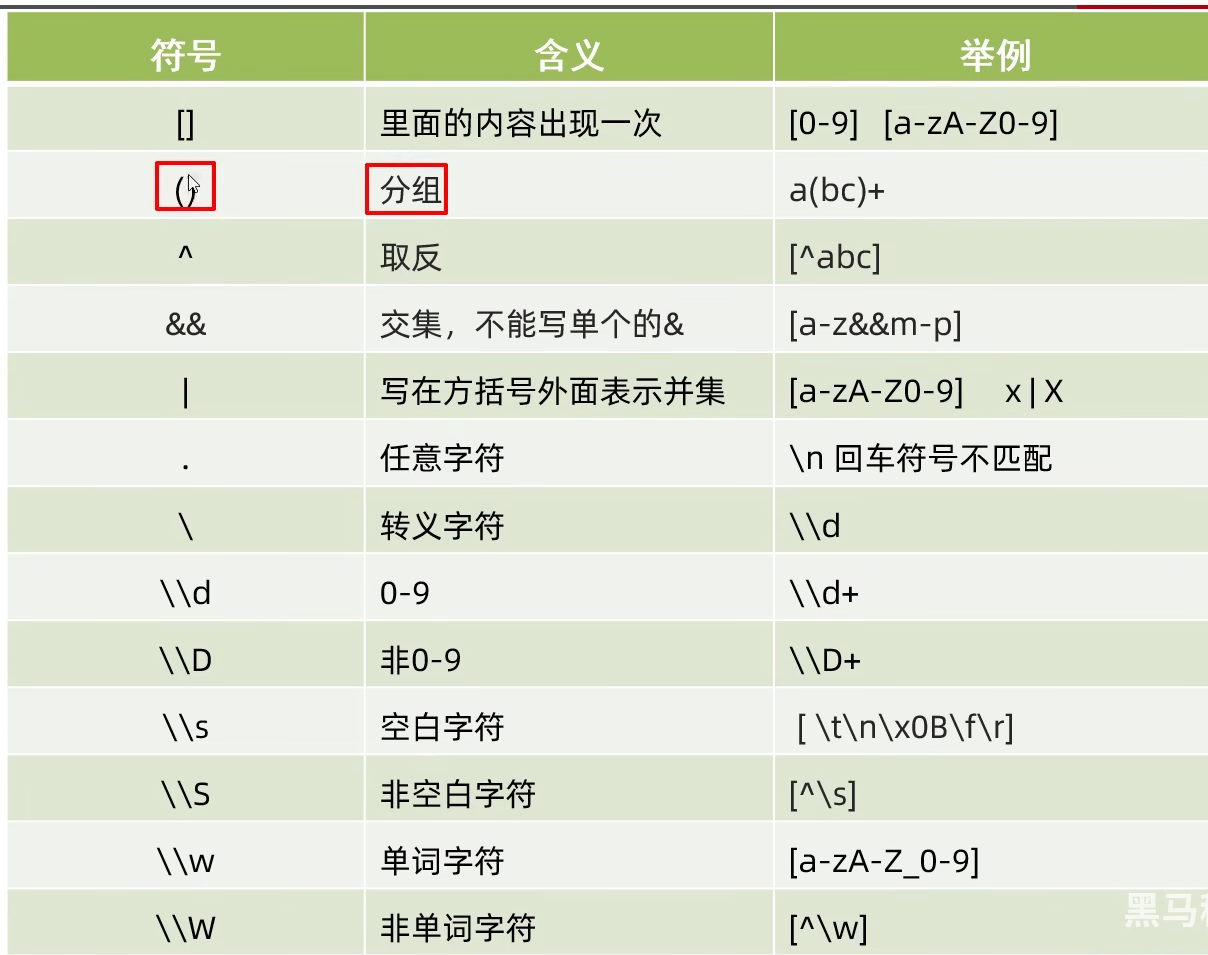 符号 含义 举例
[] 里面的内容出现一次 [0-9] [a-zA-Z0-9]
() 分组 a(bc)+
^ 取反 [^abc]
&& 交集，不能写单个的& [a-z&&m-p]
| 写在方括号外面表示并集 [a-zA-Z0-9] x|X
. 任意字符 \n 回车符号不匹配
\ 转义字符 \\d
\\d 0-9 \\d+
\\D 非0-9 \\D+
\\s 空白字符 [ \t\n\x0B\f\r]
\\S 非空白字符 [^\s]
\\w 单词字符 [a-zA-Z_0-9]
\\W 非单词字符 [^\w]
黑马